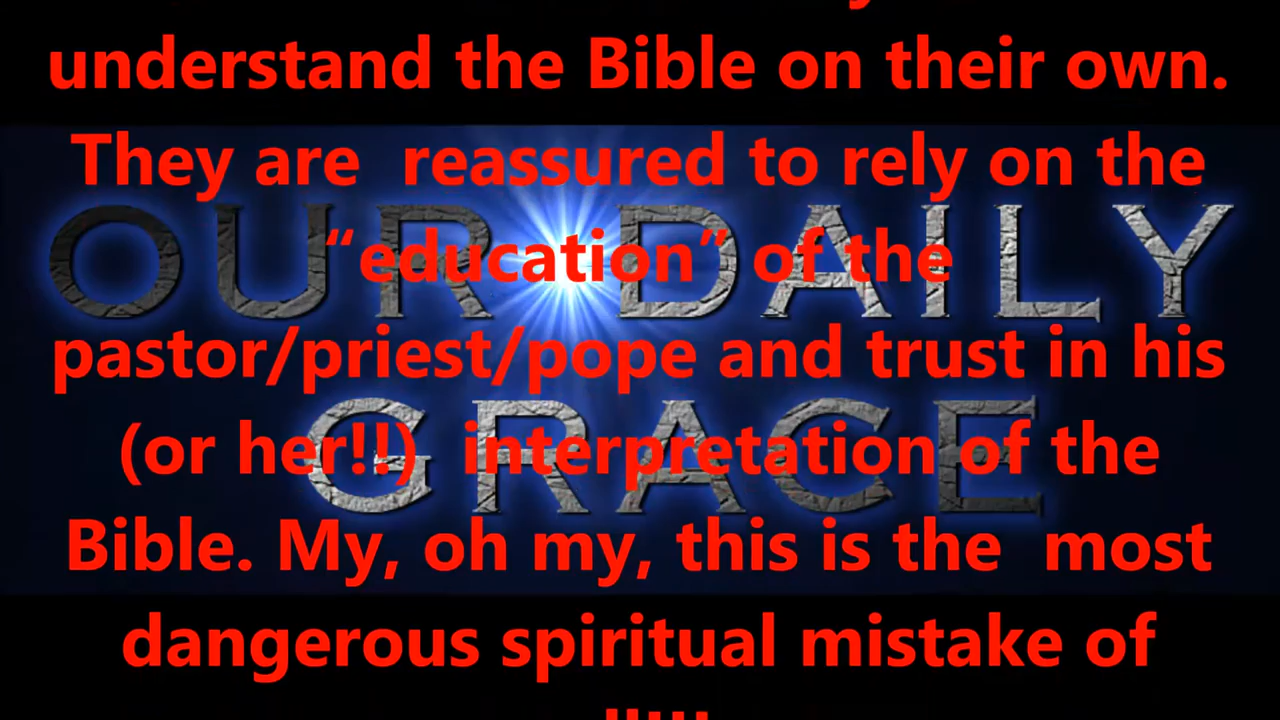 understand the Bible on their own.
They are reassured to rely on the
“education” of the
pastor/priest/pope and trust in his
(or her!!) interpretation of the
Bible. My, oh my, this is the most
dangerous spiritual mistake of
OUR DAILY
GRACE